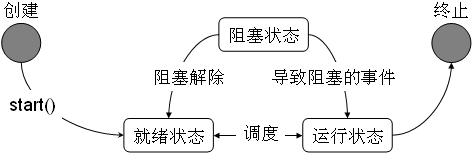 创建
终止
阻塞状态
阻塞解除
导致阻塞的事件
start()
就绪状态
调度
运行状态